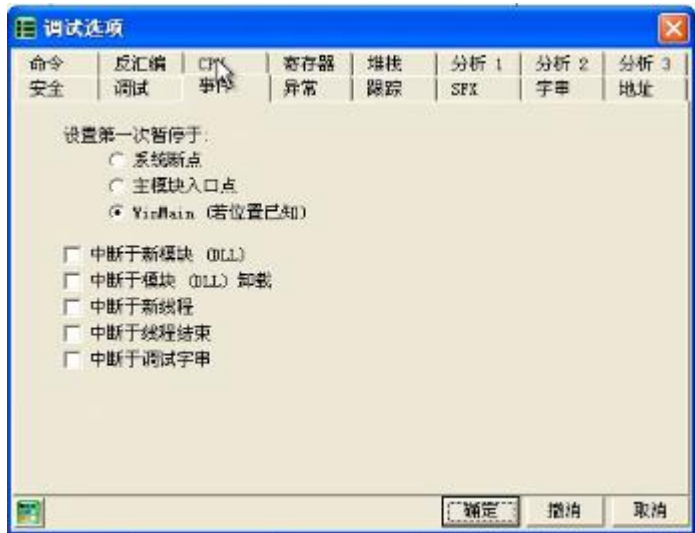 调试选项
命令 反汇编 CPU 寄存器 堆栈 分析 1 分析 2 分析 3
安全 调试 事件 异常 跟踪 SFX 字串 地址
设置第一次暂停于:
系统断点
主模块入口点
WinMain (若位置已知)
中断于新模块 (DLL)
中断于模块 (DLL) 卸载
中断于新线程
中断于线程结束
中断于调试字串
确定 撤消 取消